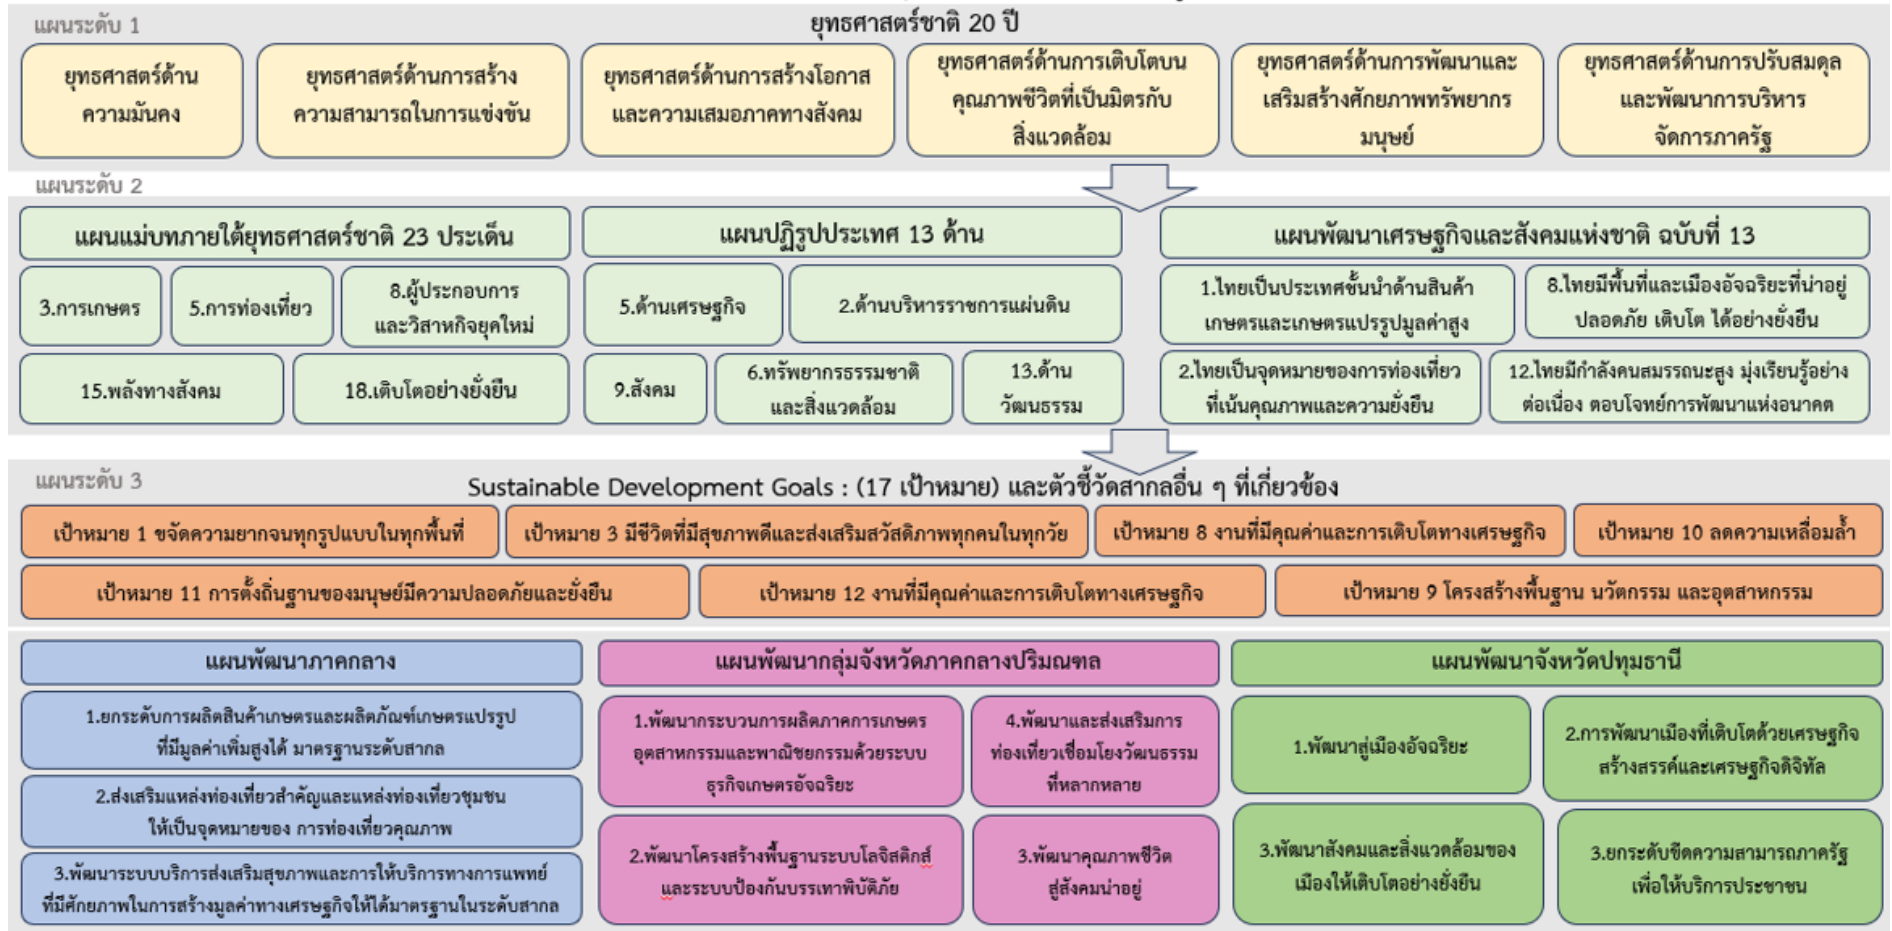 แผนระดับ 1
ยุทธศาสตร์ชาติ 20 ปี
ยุทธศาสตร์ด้าน
ความมันคง
ยุทธศาสตร์ด้านการสร้าง
ความสามารถในการแข่งขัน
ยุทธศาสตร์ด้านการสร้างโอกาส
และความเสมอภาคทางสังคม
ยุทธศาสตร์ด้านการเติบโตบน
คุณภาพชีวิตที่เป็นมิตรกับ
สิ่งแวดล้อม
ยุทธศาสตร์ด้านการพัฒนาและ
เสริมสร้างศักยภาพทรัพยากร
มนุษย์
ยุทธศาสตร์ด้านการปรับสมดุล
และพัฒนาการบริหาร
จัดการภาครัฐ
แผนระดับ 2
แผนแม่บทภายใต้ยุทธศาสตร์ชาติ 23 ประเด็น
3.การเกษตร
5.การท่องเที่ยว
8.ผู้ประกอบการ
และวิสาหกิจยุคใหม่
15.พลังทางสังคม
18.เติบโตอย่างยั่งยืน
แผนปฏิรูปประเทศ 13 ด้าน
5.ด้านเศรษฐกิจ
2.ด้านบริหารราชการแผ่นดิน
9.สังคม
6.ทรัพยากรธรรมชาติ
และสิ่งแวดล้อม
13.ด้าน
วัฒนธรรม
แผนพัฒนาเศรษฐกิจและสังคมแห่งชาติ ฉบับที่ 13
1.ไทยเป็นประเทศชั้นนำด้านสินค้า
เกษตรและเกษตรแปรรูปมูลค่าสูง
8.ไทยมีพื้นที่และเมืองอัจฉริยะที่น่าอยู่
ปลอดภัย เติบโต ได้อย่างยั่งยืน
2.ไทยเป็นจุดหมายของการท่องเที่ยว
ที่เน้นคุณภาพและความยั่งยืน
12.ไทยมีกำลังคนสมรรถนะสูง มุ่งเรียนรู้อย่าง
ต่อเนื่อง ตอบโจทย์การพัฒนาแห่งอนาคต
แผนระดับ 3
Sustainable Development Goals : (17 เป้าหมาย) และตัวชี้วัดสากลอื่น ๆ ที่เกี่ยวข้อง
เป้าหมาย 1 ขจัดความยากจนทุกรูปแบบในทุกพื้นที่
เป้าหมาย 3 มีชีวิตที่มีสุขภาพดีและส่งเสริมสวัสดิภาพทุกคนในทุกวัย
เป้าหมาย 8 งานที่มีคุณค่าและการเติบโตทางเศรษฐกิจ
เป้าหมาย 10 ลดความเหลื่อมล้ำ
เป้าหมาย 11 การตั้งถิ่นฐานของมนุษย์มีความปลอดภัยและยั่งยืน
เป้าหมาย 12 งานที่มีคุณค่าและการเติบโตทางเศรษฐกิจ
เป้าหมาย 9 โครงสร้างพื้นฐาน นวัตกรรม และอุตสาหกรรม
แผนพัฒนาภาคกลาง
1.ยกระดับการผลิตสินค้าเกษตรและผลิตภัณฑ์เกษตรแปรรูป
ที่มีมูลค่าเพิ่มสูงได้ มาตรฐานระดับสากล
2.ส่งเสริมแหล่งท่องเที่ยวสำคัญและแหล่งท่องเที่ยวชุมชน
ให้เป็นจุดหมายของ การท่องเที่ยวคุณภาพ
3.พัฒนาระบบบริการส่งเสริมสุขภาพและการให้บริการทางการแพทย์
ที่มีศักยภาพในการสร้างมูลค่าทางเศรษฐกิจให้ได้มาตรฐานในระดับสากล
แผนพัฒนากลุ่มจังหวัดภาคกลางปริมณฑล
1.พัฒนากระบวนการผลิตภาคการเกษตร
อุตสาหกรรมและพาณิชยกรรมด้วยระบบ
ธุรกิจเกษตรอัจฉริยะ
4.พัฒนาและส่งเสริมการ
ท่องเที่ยวเชื่อมโยงวัฒนธรรม
ที่หลากหลาย
2.พัฒนาโครงสร้างพื้นฐานระบบโลจิสติกส์
และระบบป้องกันบรรเทาพิบัติภัย
3.พัฒนาคุณภาพชีวิต
สู่สังคมน่าอยู่
แผนพัฒนาจังหวัดปทุมธานี
1.พัฒนาสู่เมืองอัจฉริยะ
2.การพัฒนาเมืองที่เติบโตด้วยเศรษฐกิจ
สร้างสรรค์และเศรษฐกิจดิจิทัล
3.พัฒนาสังคมและสิ่งแวดล้อมของ
เมืองให้เติบโตอย่างยั่งยืน
3.ยกระดับขีดความสามารถภาครัฐ
เพื่อให้บริการประชาชน